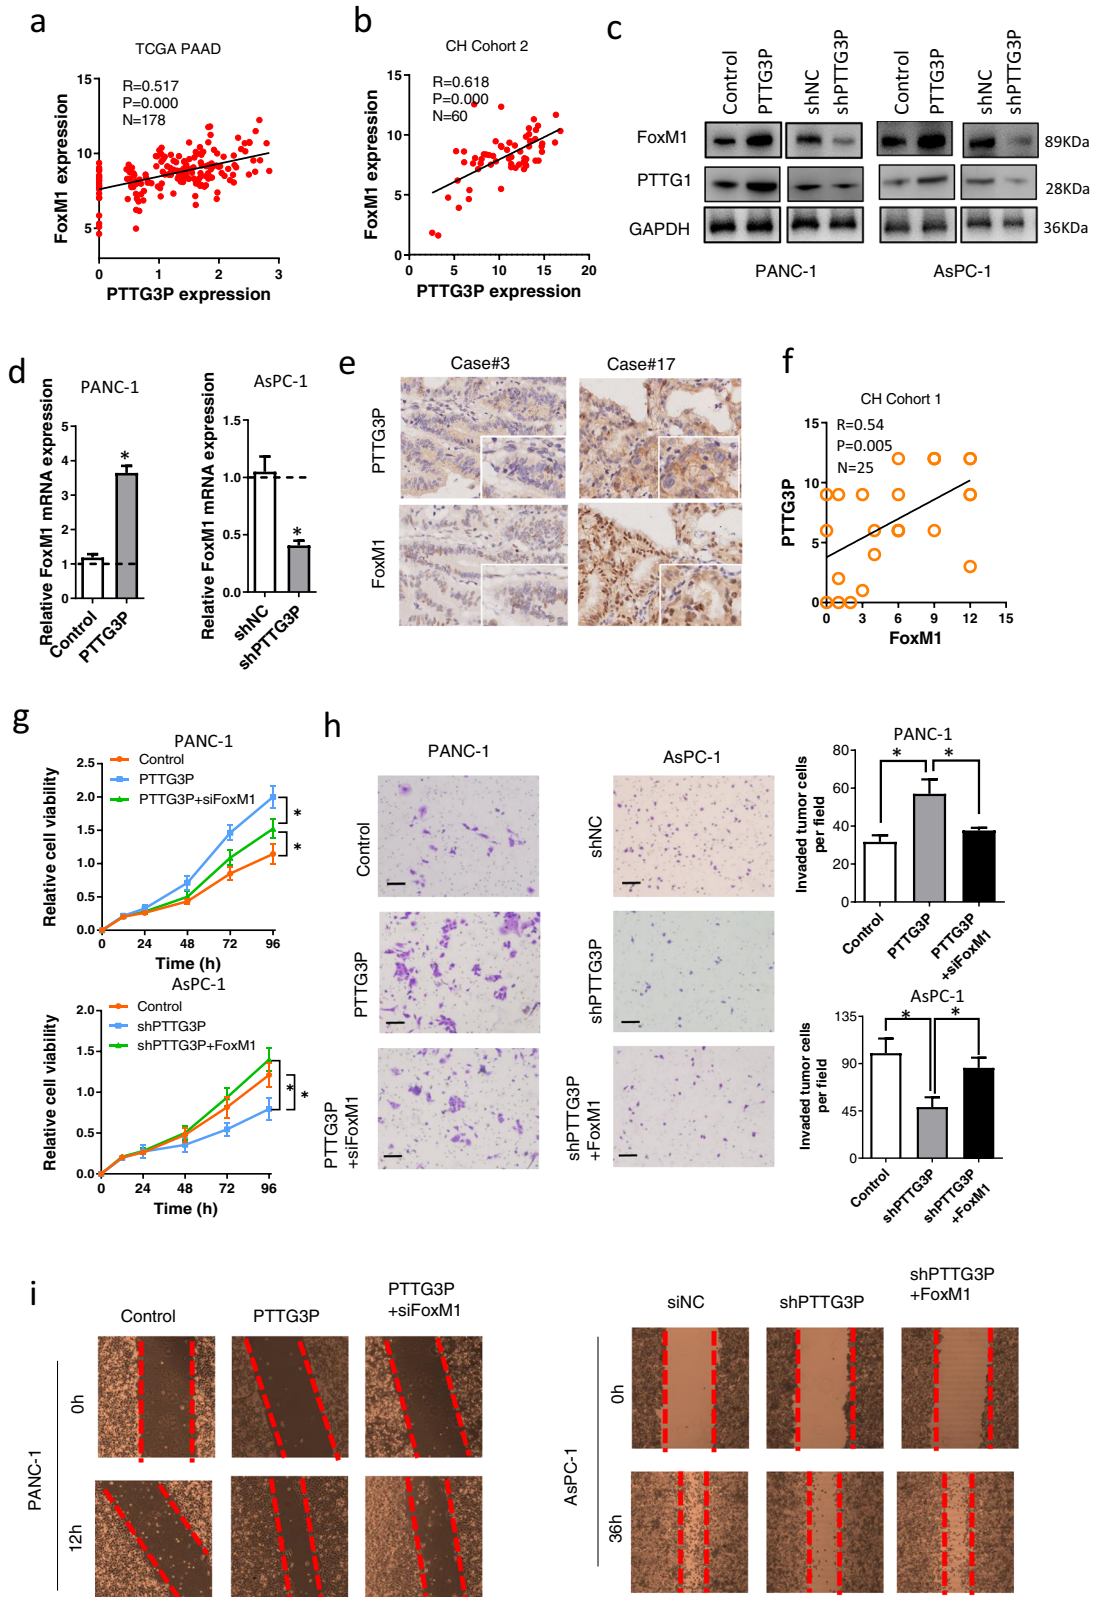 a
TCGA PAAD
R=0.517
P=0.000
N=178
FoxM1 expression
15
10
5
0
1
2
3
PTTG3P expression
b
CH Cohort 2
R=0.618
P=0.000
N=60
FoxM1 expression
15
10
5
0
0
5
10
15
20
PTTG3P expression
c
Control
PTTG3P
shNC
shPTTG3P
Control
PTTG3P
shNC
shPTTG3P
FoxM1
89KDa
PTTG1
28KDa
GAPDH
36KDa
PANC-1
AsPC-1
d
PANC-1
Relative FoxM1 mRNA expression
5
4
3
2
1
0
*
Control
PTTG3P
AsPC-1
Relative FoxM1 mRNA expression
1.5
1.0
0.5
0.0
*
shNC
shPTTG3P
e
Case#3
Case#17
PTTG3P
FoxM1
f
CH Cohort 1
R=0.54
P=0.005
N=25
PTTG3P
15
10
5
0
0
3
6
9
12
15
FoxM1
g
PANC-1
Control
PTTG3P
PTTG3P+siFoxM1
Relative cell viability
2.5
2.0
1.5
1.0
0.5
0.0
*
*
0
24
48
72
96
Time (h)
AsPC-1
Control
shPTTG3P
shPTTG3P+FoxM1
Relative cell viability
2.0
1.5
1.0
0.5
0.0
*
*
0
24
48
72
96
Time (h)
h
PANC-1
AsPC-1
Control
shNC
PTTG3P
shPTTG3P
PTTG3P
+siFoxM1
shPTTG3P
+FoxM1
PANC-1
Invaded tumor cells
per field
80
60
40
20
0
*
*
Control
PTTG3P
PTTG3P
+siFoxM1
AsPC-1
Invaded tumor cells
per field
135
90
45
0
*
*
Control
shPTTG3P
shPTTG3P
+FoxM1
i
Control
PTTG3P
PTTG3P
+siFoxM1
PANC-1
0h
12h
siNC
shPTTG3P
shPTTG3P
+FoxM1
AsPC-1
0h
36h